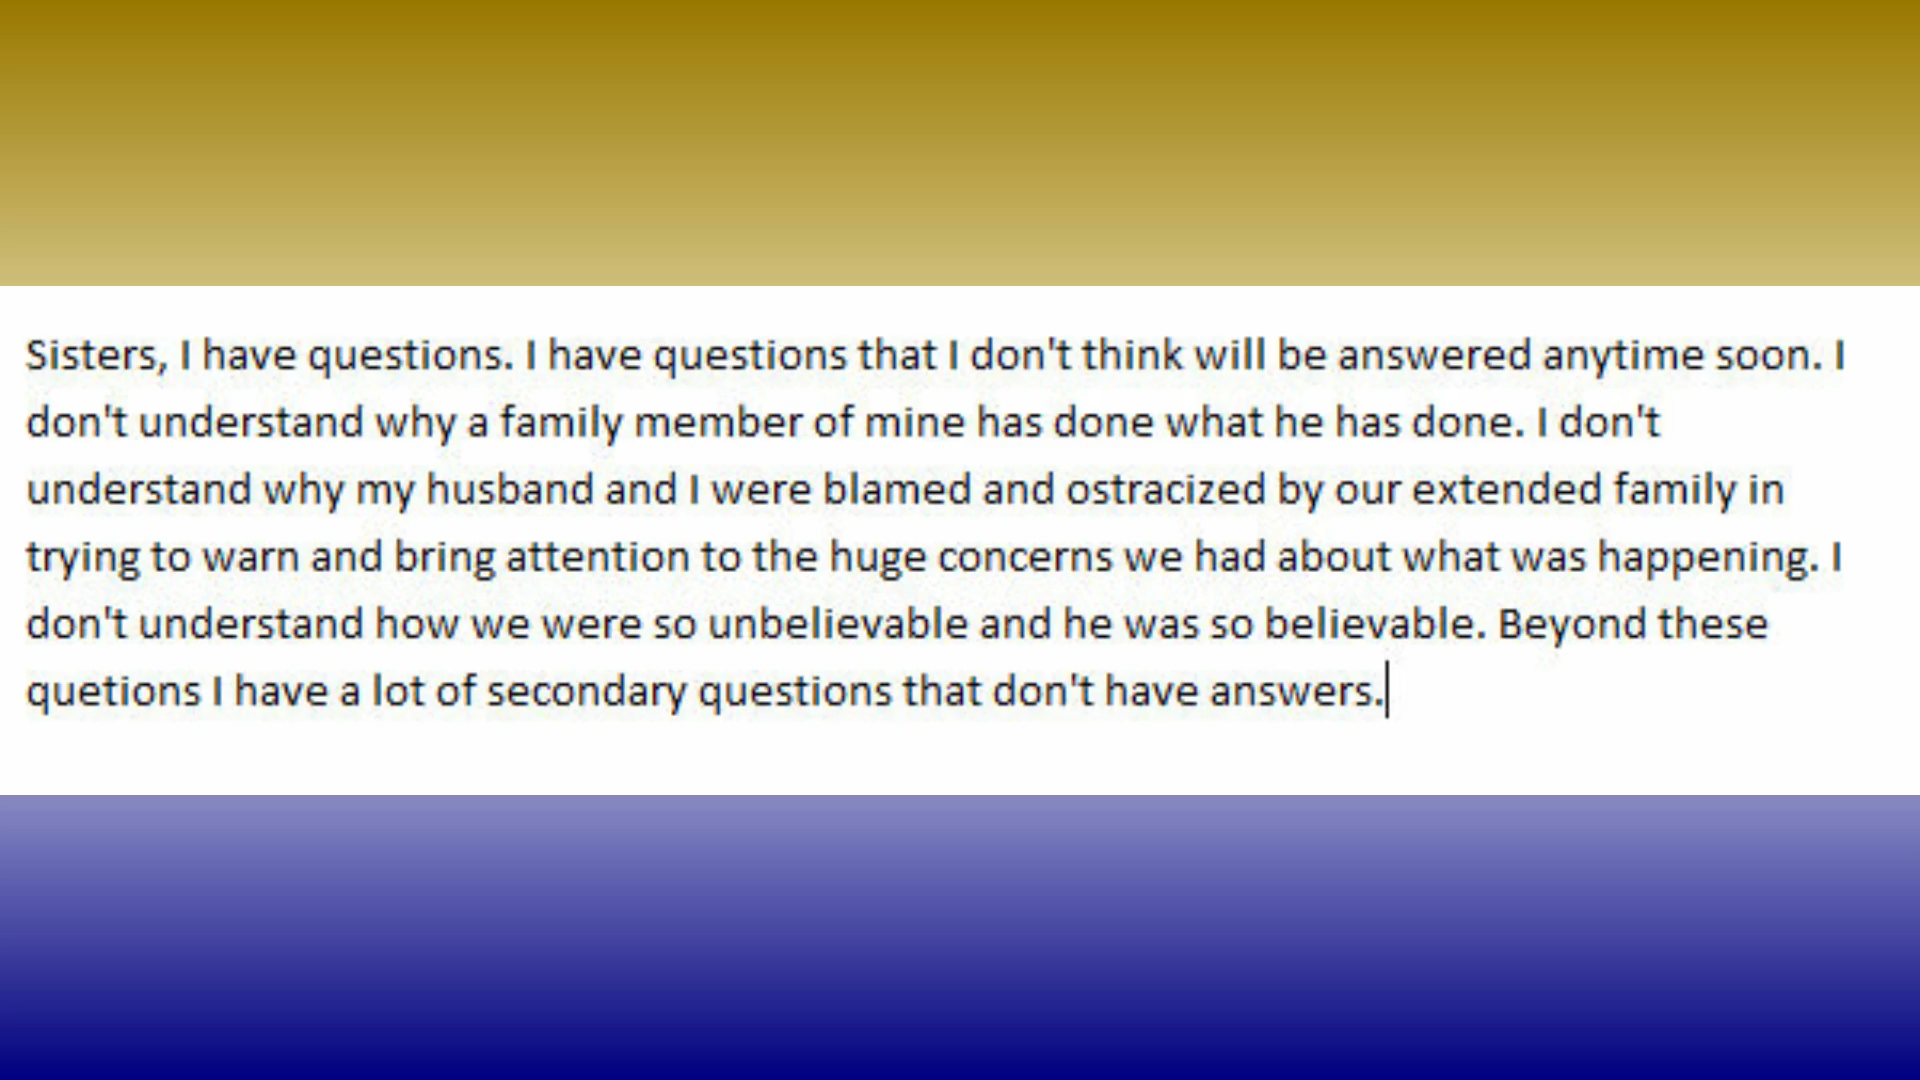 Sisters, I have questions. I have questions that I don't think will be answered anytime soon. I
don't understand why a family member of mine has done what he has done. I don't
understand why my husband and I were blamed and ostracized by our extended family in
trying to warn and bring attention to the huge concerns we had about what was happening. I
don't understand how we were so unbelievable and he was so believable. Beyond these
quetions I have a lot of secondary questions that don't have answers.